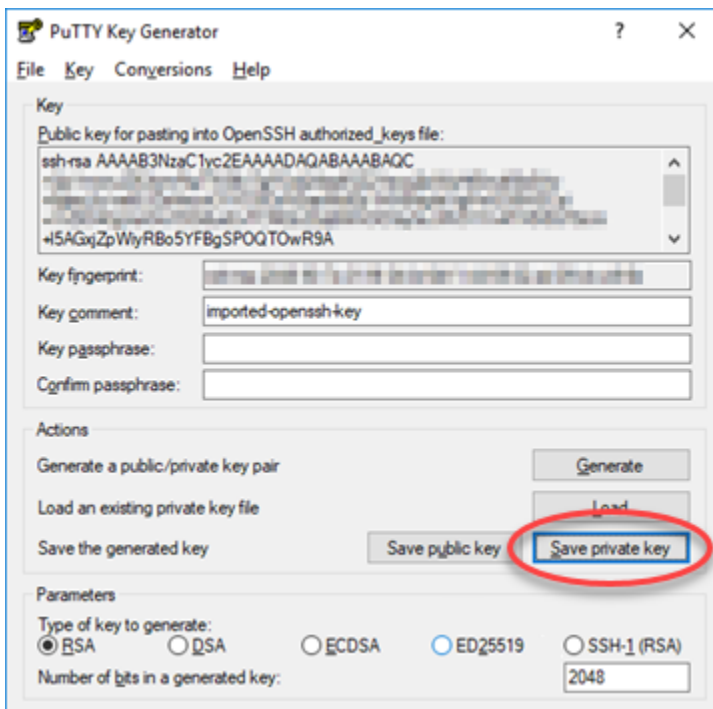 PuTTY Key Generator ? ×
File Key Conversions Help
Key
Public key for pasting into OpenSSH authorized_keys file:
ssh-rsa AAAAB3NzaC1yc2EAAAADAQABAAABAQC
+I5AGxjZpWiyRBo5YFBgSPOQTOwR9A
Key fingerprint:
Key comment: imported-openssh-key
Key passphrase:
Confirm passphrase:
Actions
Generate a public/private key pair Generate
Load an existing private key file Load
Save the generated key Save public key Save private key
Parameters
Type of key to generate:
RSA DSA ECDSA ED25519 SSH-1 (RSA)
Number of bits in a generated key: 2048